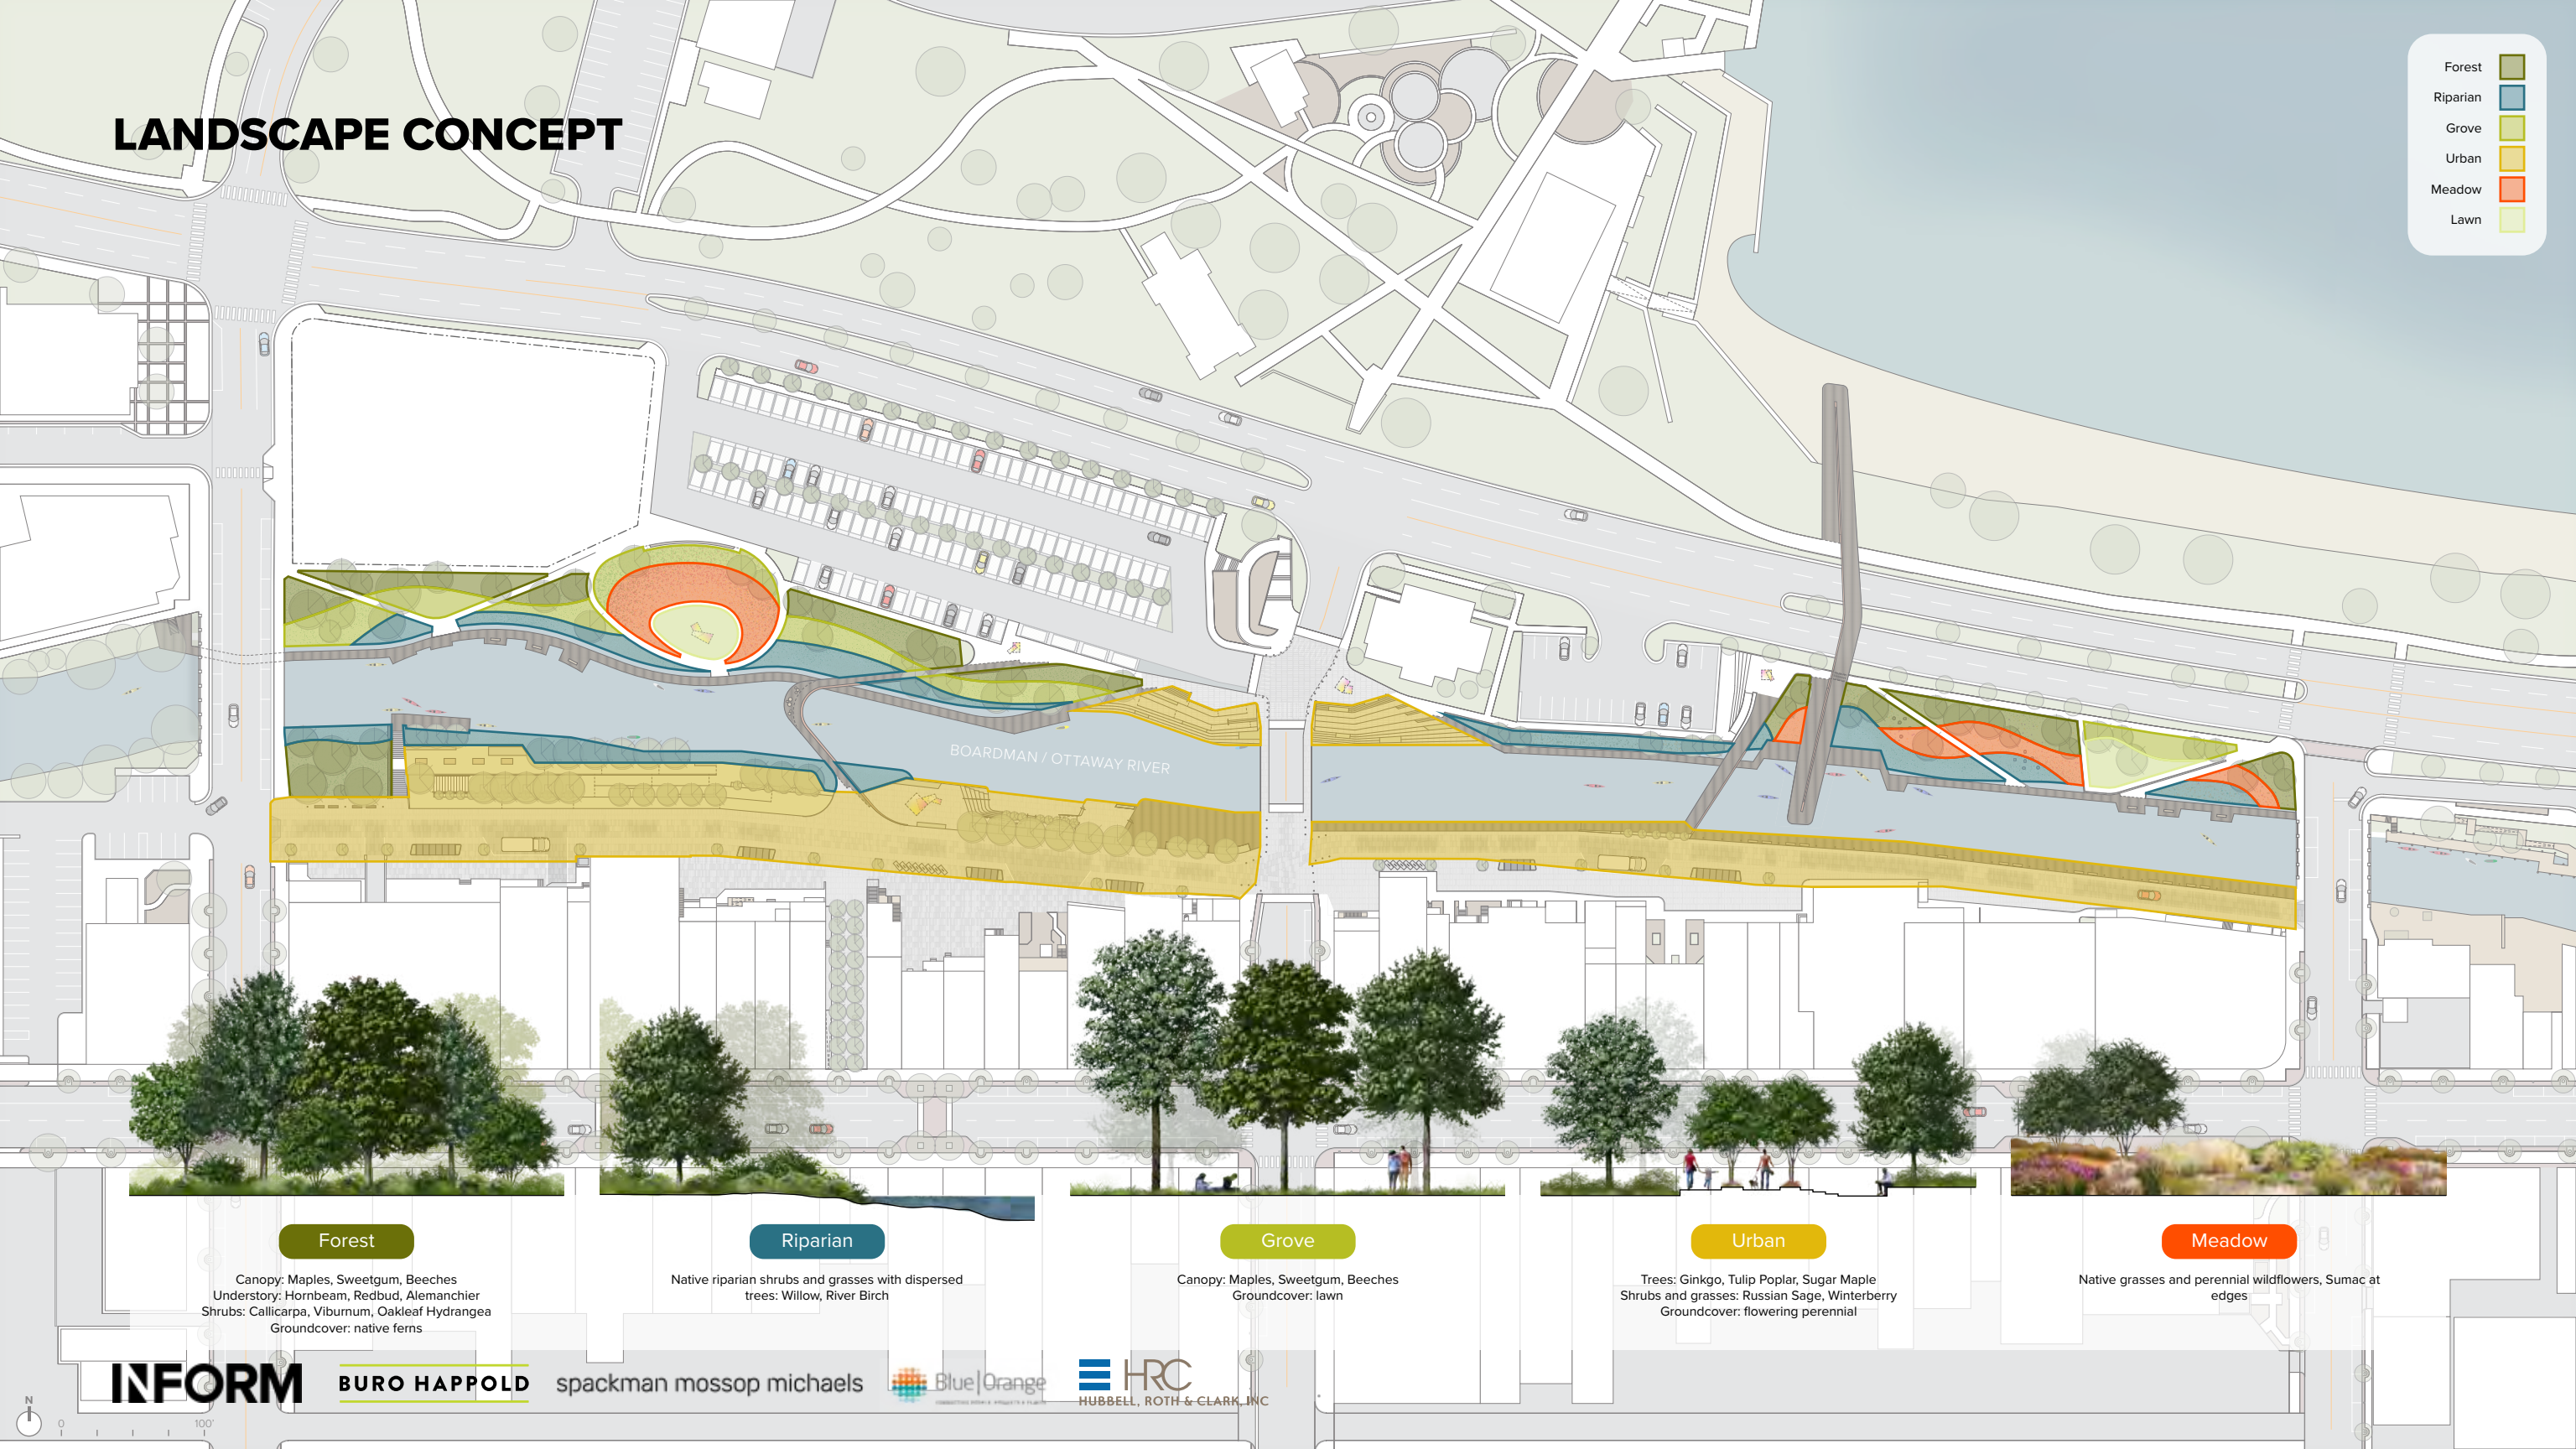 LANDSCAPE CONCEPT
Forest
Riparian
Grove
Urban
Meadow
Lawn
BOARDMAN / OTTAWAY RIVER
Forest
Canopy: Maples, Sweetgum, Beeches
Understory: Hornbeam, Redbud, Alemanchier
Shrubs: Callicarpa, Viburnum, Oakleaf Hydrangea
Groundcover: native ferns
Riparian
Native riparian shrubs and grasses with dispersed
trees: Willow, River Birch
Grove
Canopy: Maples, Sweetgum, Beeches
Groundcover: lawn
Urban
Trees: Ginkgo, Tulip Poplar, Sugar Maple
Shrubs and grasses: Russian Sage, Winterberry
Groundcover: flowering perennial
Meadow
Native grasses and perennial wildflowers, Sumac at
edges
INFORM
BURO HAPPOLD
spackman mossop michaels
Blue|Orange
HRC
HUBBELL, ROTH & CLARK, INC
N
0 100'